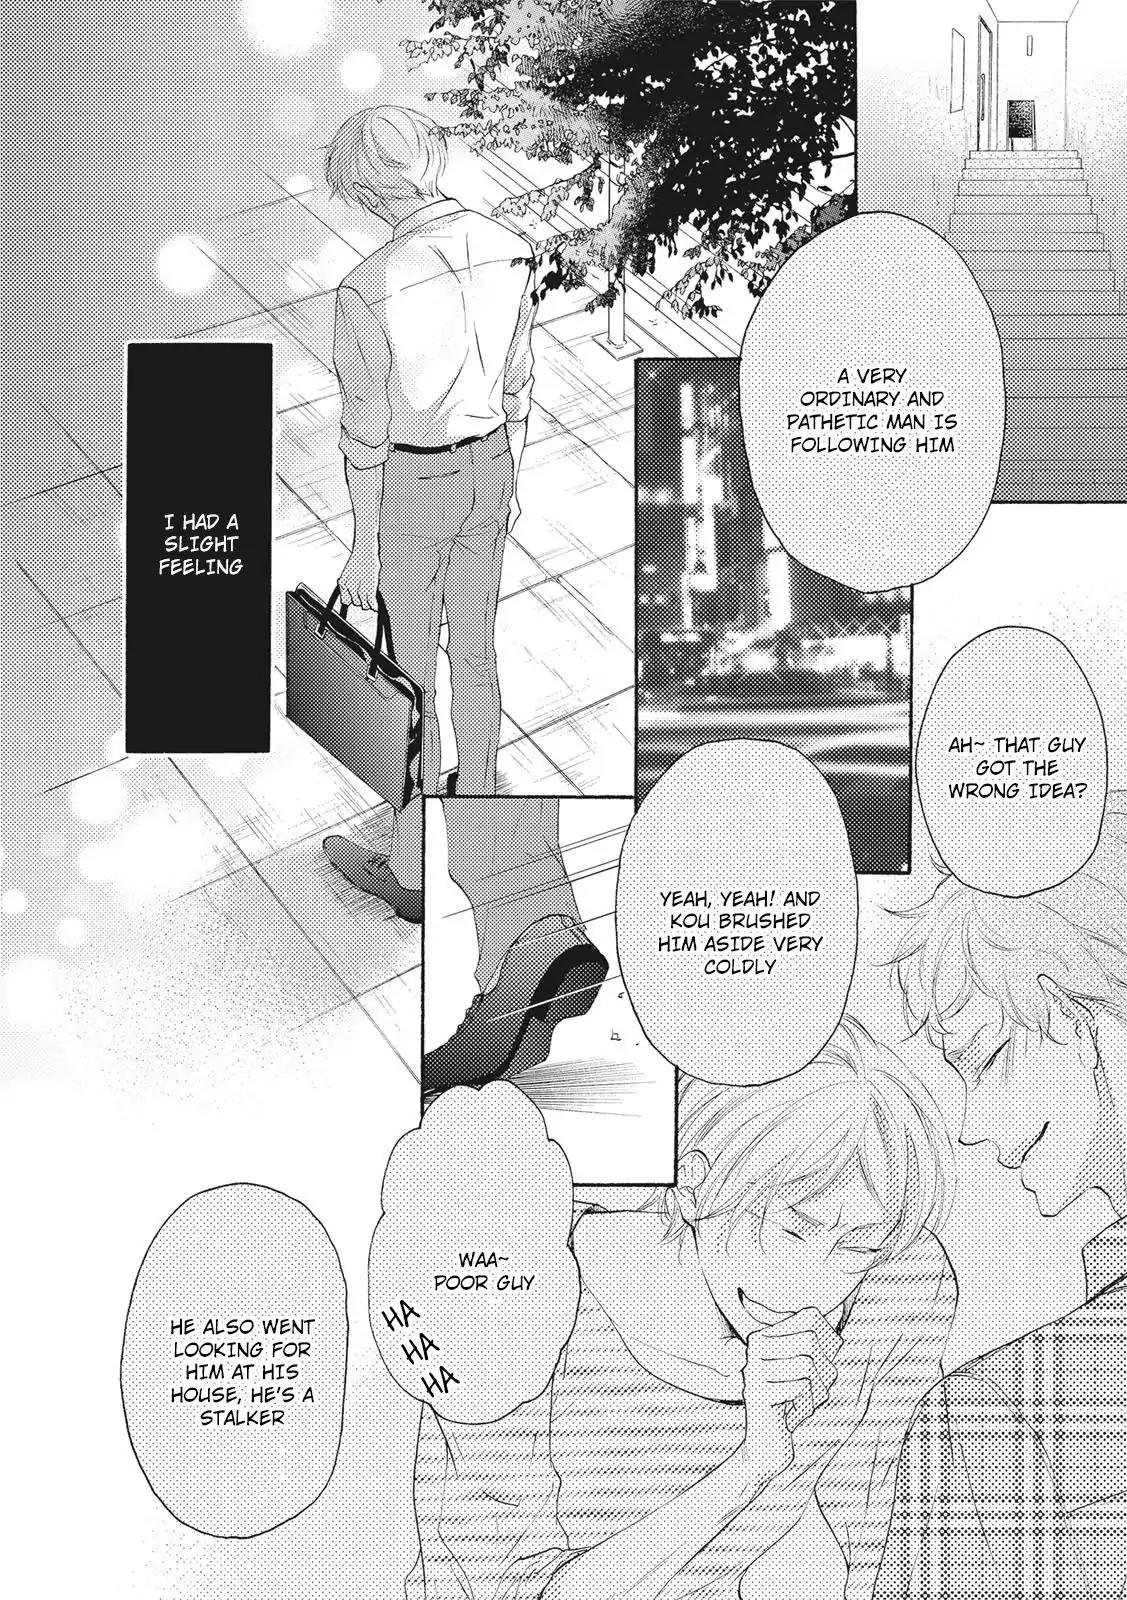 A VERY
ORDINARY AND
PATHETIC MAN IS
FOLLOWING HIM
AH~ THAT GUY
GOT THE
WRONG IDEA?
YEAH, YEAH! AND
KOU BRUSHED
HIM ASIDE VERY
COLDLY
WAA~
POOR GUY
HA
HA
HA
HE ALSO WENT
LOOKING FOR
HIM AT HIS
HOUSE, HE'S A
STALKER
I HAD A
SLIGHT
FEELING